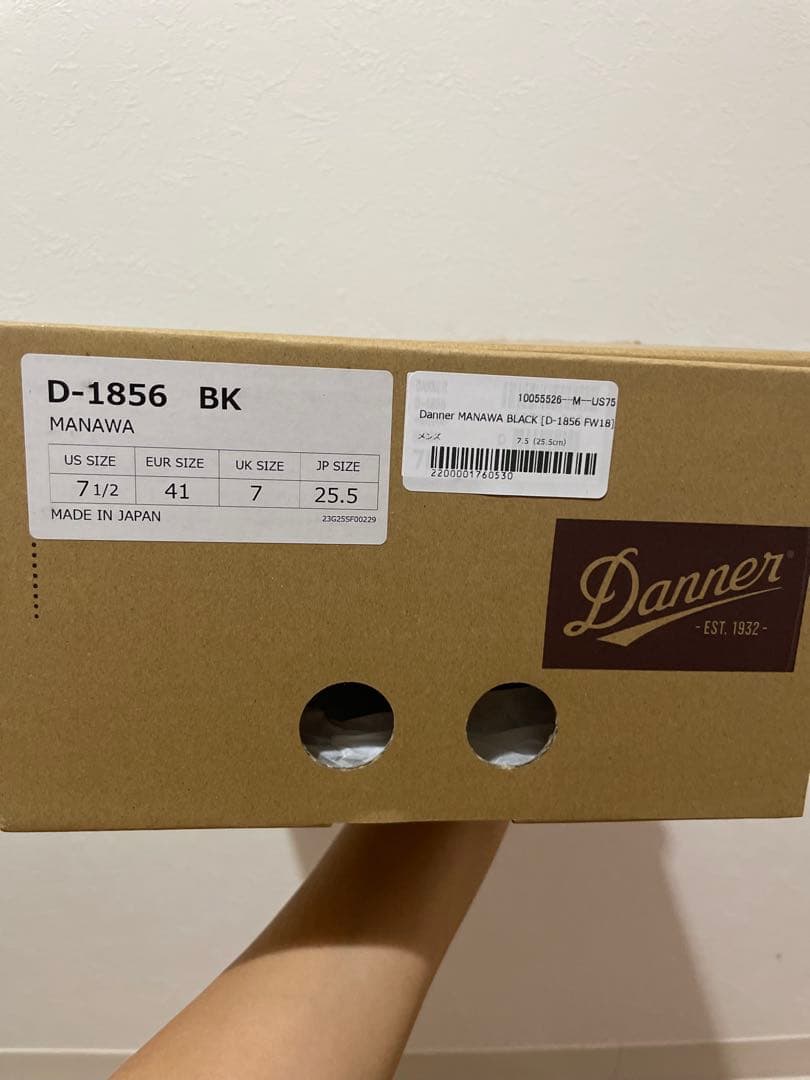 D-1856 BK
MANAWA
US SIZE EUR SIZE UK SIZE JP SIZE
7 1/2 41 7 25.5
MADE IN JAPAN 23G25SF00229
10055526--M--US75
Danner MANAWA BLACK [D-1856 FW18]
メンズ 7.5 (25.5cm)
2200001760530
Danner®
- EST. 1932 -